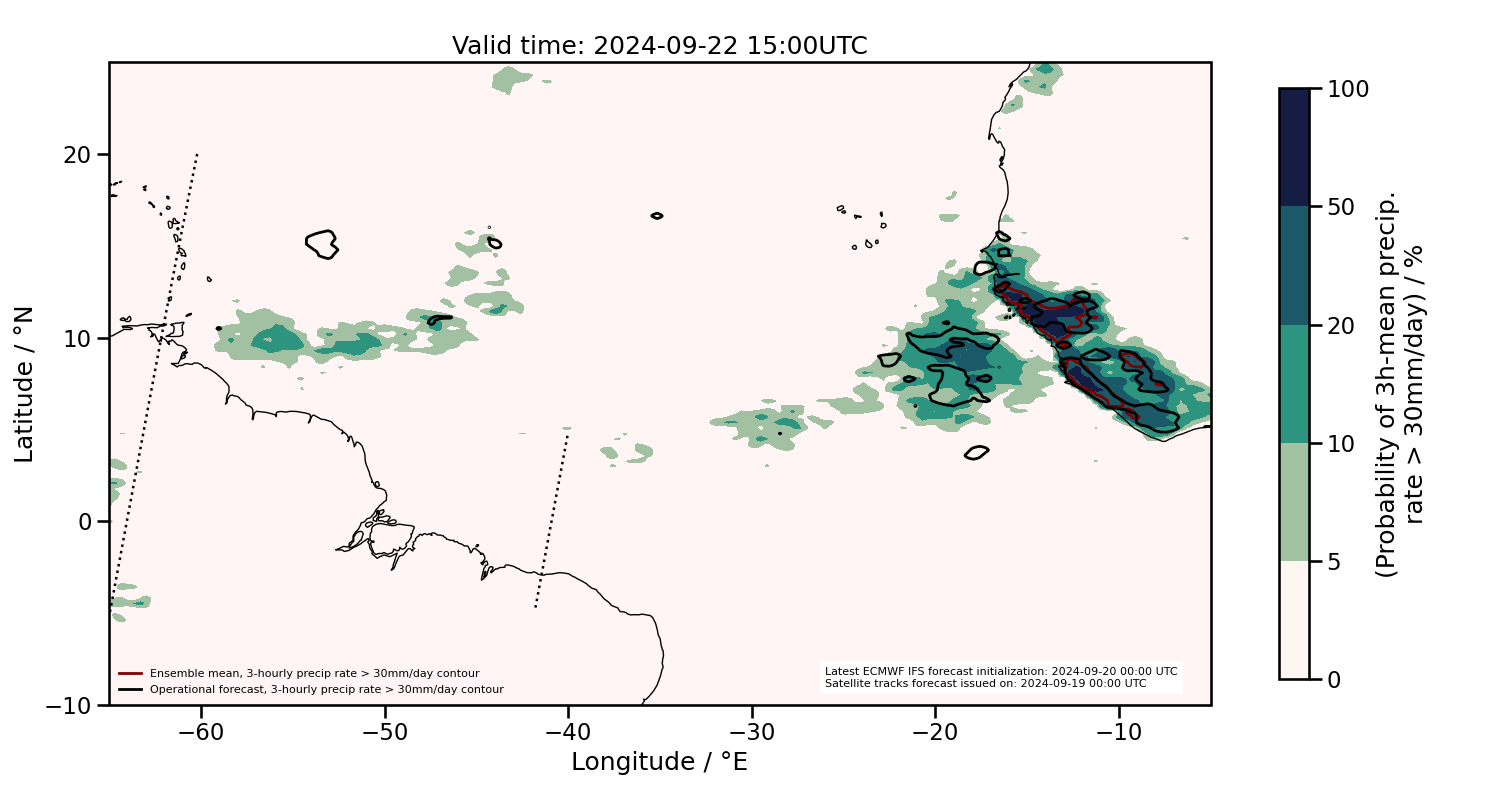 Valid time: 2024-09-22 15:00UTC
Latitude / °N
20
10
0
−10
−60
−50
−40
−30
−20
−10
Longitude / °E
Ensemble mean, 3-hourly precip rate > 30mm/day contour
Operational forecast, 3-hourly precip rate > 30mm/day contour
Latest ECMWF IFS forecast initialization: 2024-09-20 00:00 UTC
Satellite tracks forecast issued on: 2024-09-19 00:00 UTC
100
50
20
10
5
0
(Probability of 3h-mean precip.
rate > 30mm/day) / %